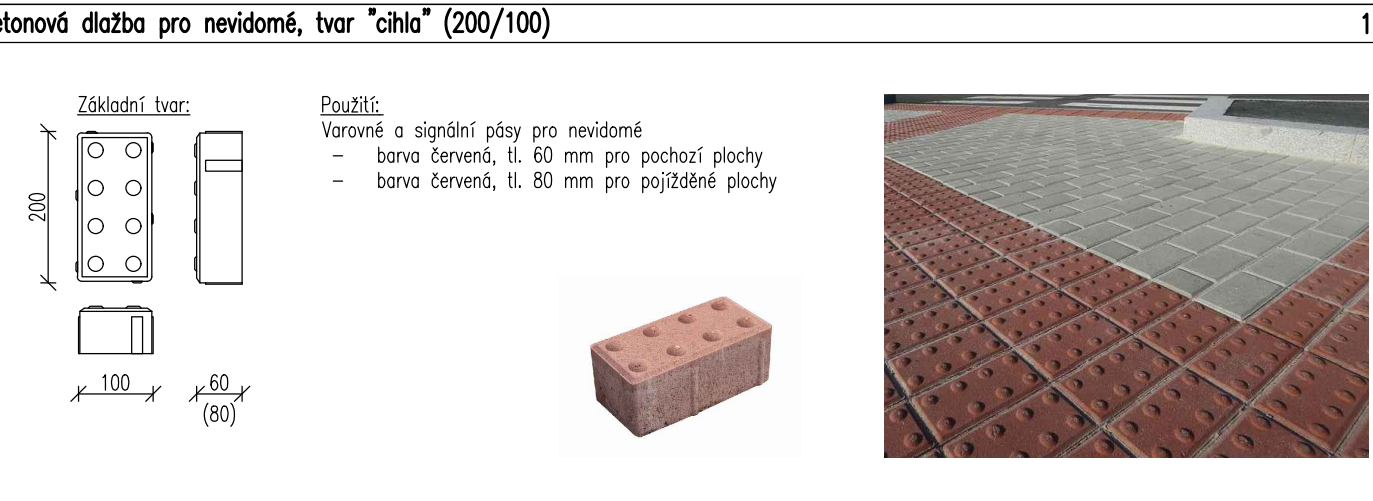 etonová dlažba pro nevidomé, tvar "cihla" (200/100)
1
Základní tvar:
200
100
60
(80)
Použití:
Varovné a signální pásy pro nevidomé
– barva červená, tl. 60 mm pro pochozí plochy
– barva červená, tl. 80 mm pro pojížděné plochy